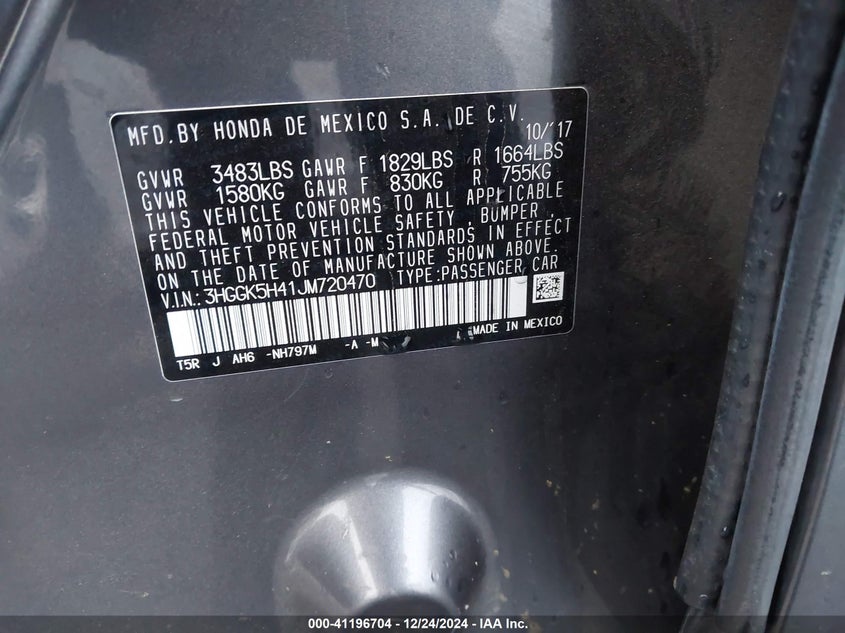 MFD.BY HONDA DE MEXICO S.A. DE C.V. 10/'17
GVWR 3483LBS GAWR F 1829LBS R 1664LBS
GVWR 1580KG GAWR F 830KG R 755KG
THIS VEHICLE CONFORMS TO ALL APPLICABLE
FEDERAL MOTOR VEHICLE SAFETY , BUMPER ,
AND THEFT PREVENTION STANDARDS IN EFFECT
ON THE DATE OF MANUFACTURE SHOWN ABOVE.
V.I.N.: 3HGGK5H41JM720470 TYPE:PASSENGER CAR
T5R J AH6 -NH797M -A -M MADE IN MEXICO
000-41196704 / 12/24/2024 - IAA Inc.